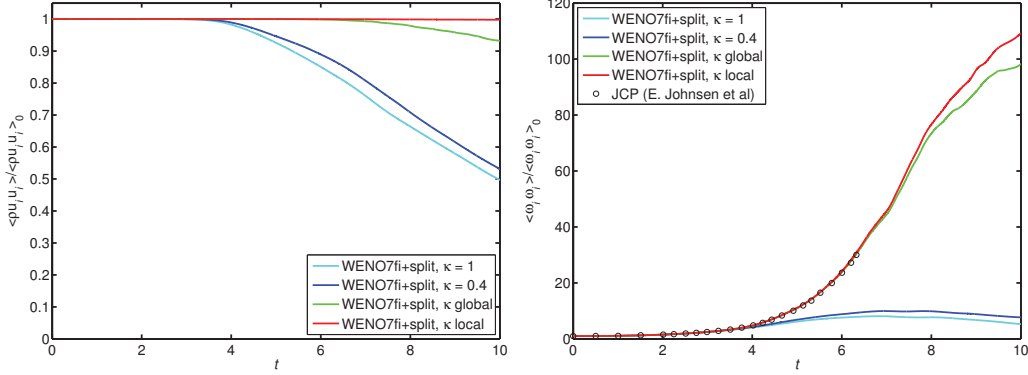 1
0.9
0.8
0.7
0.6
0.5
0.4
0.3
0.2
0.1
0
0 2 4 6 8 10
t
<ρu_i u_i>/<ρu_i u_i>_0
WENO7fi+split, κ = 1
WENO7fi+split, κ = 0.4
WENO7fi+split, κ global
WENO7fi+split, κ local
120
100
80
60
40
20
0
0 2 4 6 8 10
t
<ω_i ω_i>/<ω_i ω_i>_0
WENO7fi+split, κ = 1
WENO7fi+split, κ = 0.4
WENO7fi+split, κ global
WENO7fi+split, κ local
JCP (E. Johnsen et al)